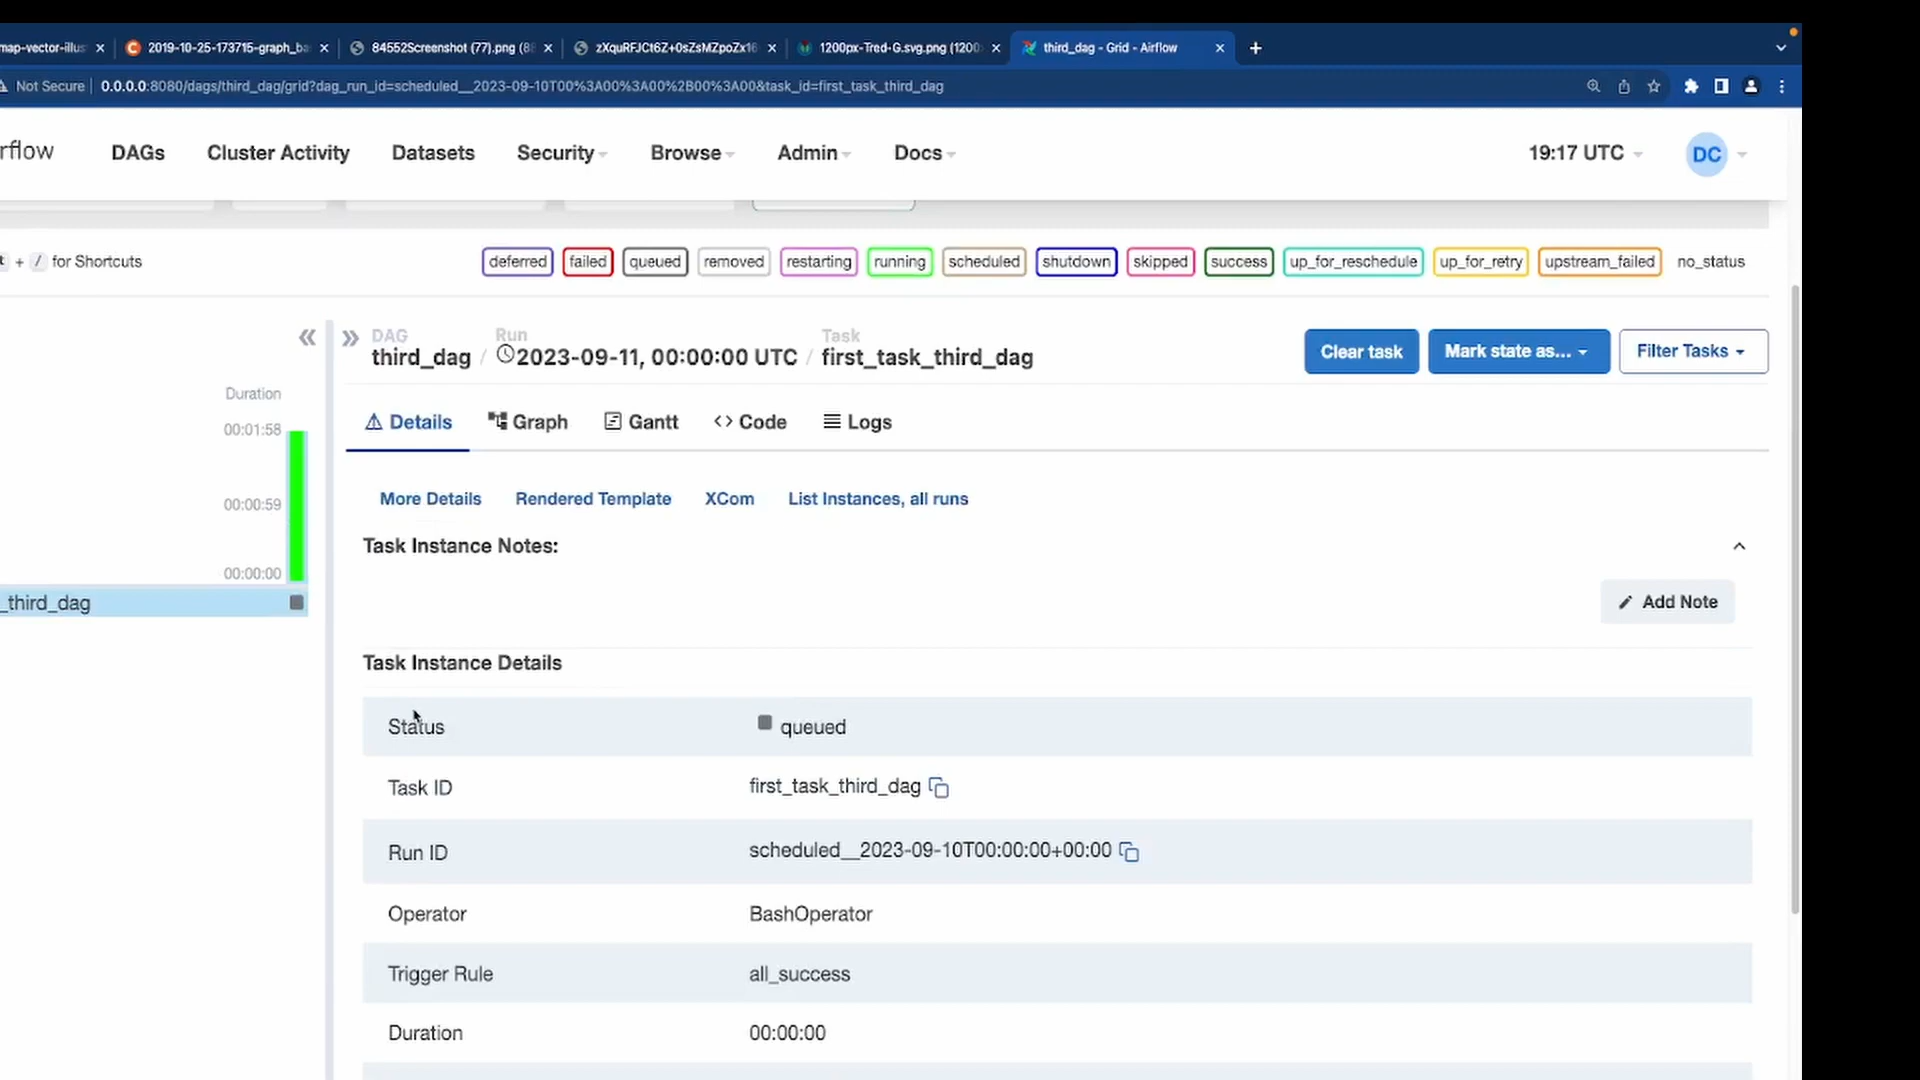 map-vector-illus
2019-10-25-173715-graph_ba
84552Screenshot (77).png (88
zXquRFJCt6Z+0sZsMZpoZx16
1200px-Tred-G.svg.png (1200
third_dag - Grid - Airflow
Not Secure
0.0.0.0:8080/dags/third_dag/grid?dag_run_id=scheduled__2023-09-10T00%3A00%3A00%2B00%3A00&task_id=first_task_third_dag
rflow
DAGs
Cluster Activity
Datasets
Security
Browse
Admin
Docs
19:17 UTC
DC
+ / for Shortcuts
deferred
failed
queued
removed
restarting
running
scheduled
shutdown
skipped
success
up_for_reschedule
up_for_retry
upstream_failed
no_status
DAG
third_dag
/
Run
2023-09-11, 00:00:00 UTC
/
Task
first_task_third_dag
Clear task
Mark state as...
Filter Tasks
Duration
00:01:58
00:00:59
00:00:00
_third_dag
Details
Graph
Gantt
Code
Logs
More Details
Rendered Template
XCom
List Instances, all runs
Task Instance Notes:
Add Note
Task Instance Details
Status
queued
Task ID
first_task_third_dag
Run ID
scheduled__2023-09-10T00:00:00+00:00
Operator
BashOperator
Trigger Rule
all_success
Duration
00:00:00